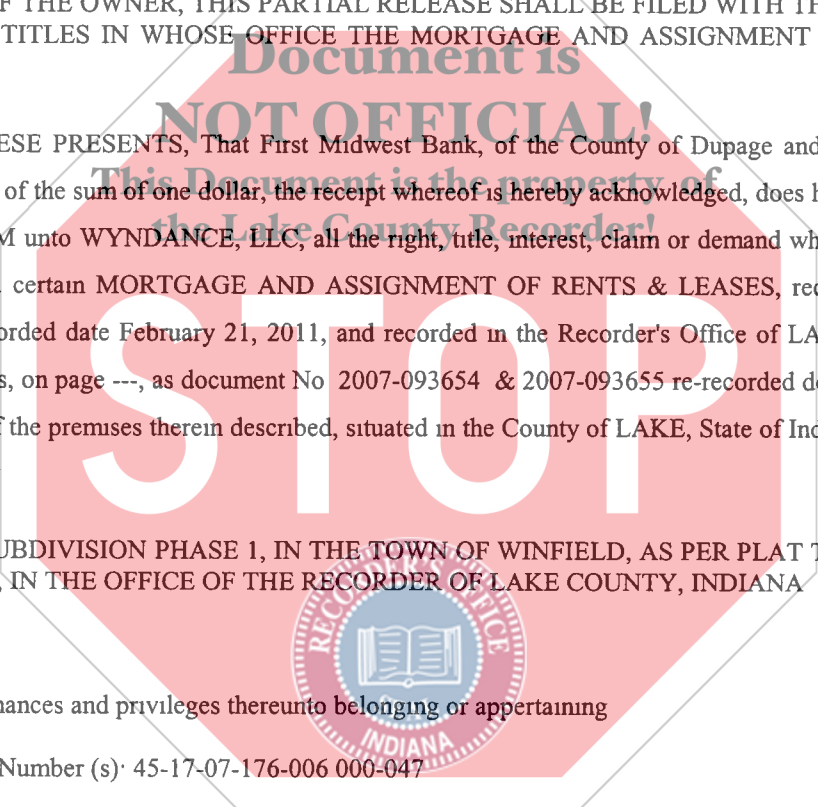 F THE OWNER, THIS PARTIAL RELEASE SHALL BE FILED WITH TH
TITLES IN WHOSE OFFICE THE MORTGAGE AND ASSIGNMENT
Document is
NOT OFFICIAL!
ESE PRESENTS, That First Midwest Bank, of the County of Dupage and
This Document is the property of
of the sum of one dollar, the receipt whereof is hereby acknowledged, does h
the Lake County Recorder!
M unto WYNDANCE, LLC, all the right, title, interest, claim or demand wh
certain MORTGAGE AND ASSIGNMENT OF RENTS & LEASES, rec
orded date February 21, 2011, and recorded in the Recorder's Office of LA
s, on page ---, as document No 2007-093654 & 2007-093655 re-recorded d
f the premises therein described, situated in the County of LAKE, State of Ind
STOP
UBDIVISION PHASE 1, IN THE TOWN OF WINFIELD, AS PER PLAT T
, IN THE OFFICE OF THE RECORDER OF LAKE COUNTY, INDIANA
RECORDER'S OFFICE
SEAL
INDIANA
nances and privileges thereunto belonging or appertaining
Number (s)· 45-17-07-176-006 000-047